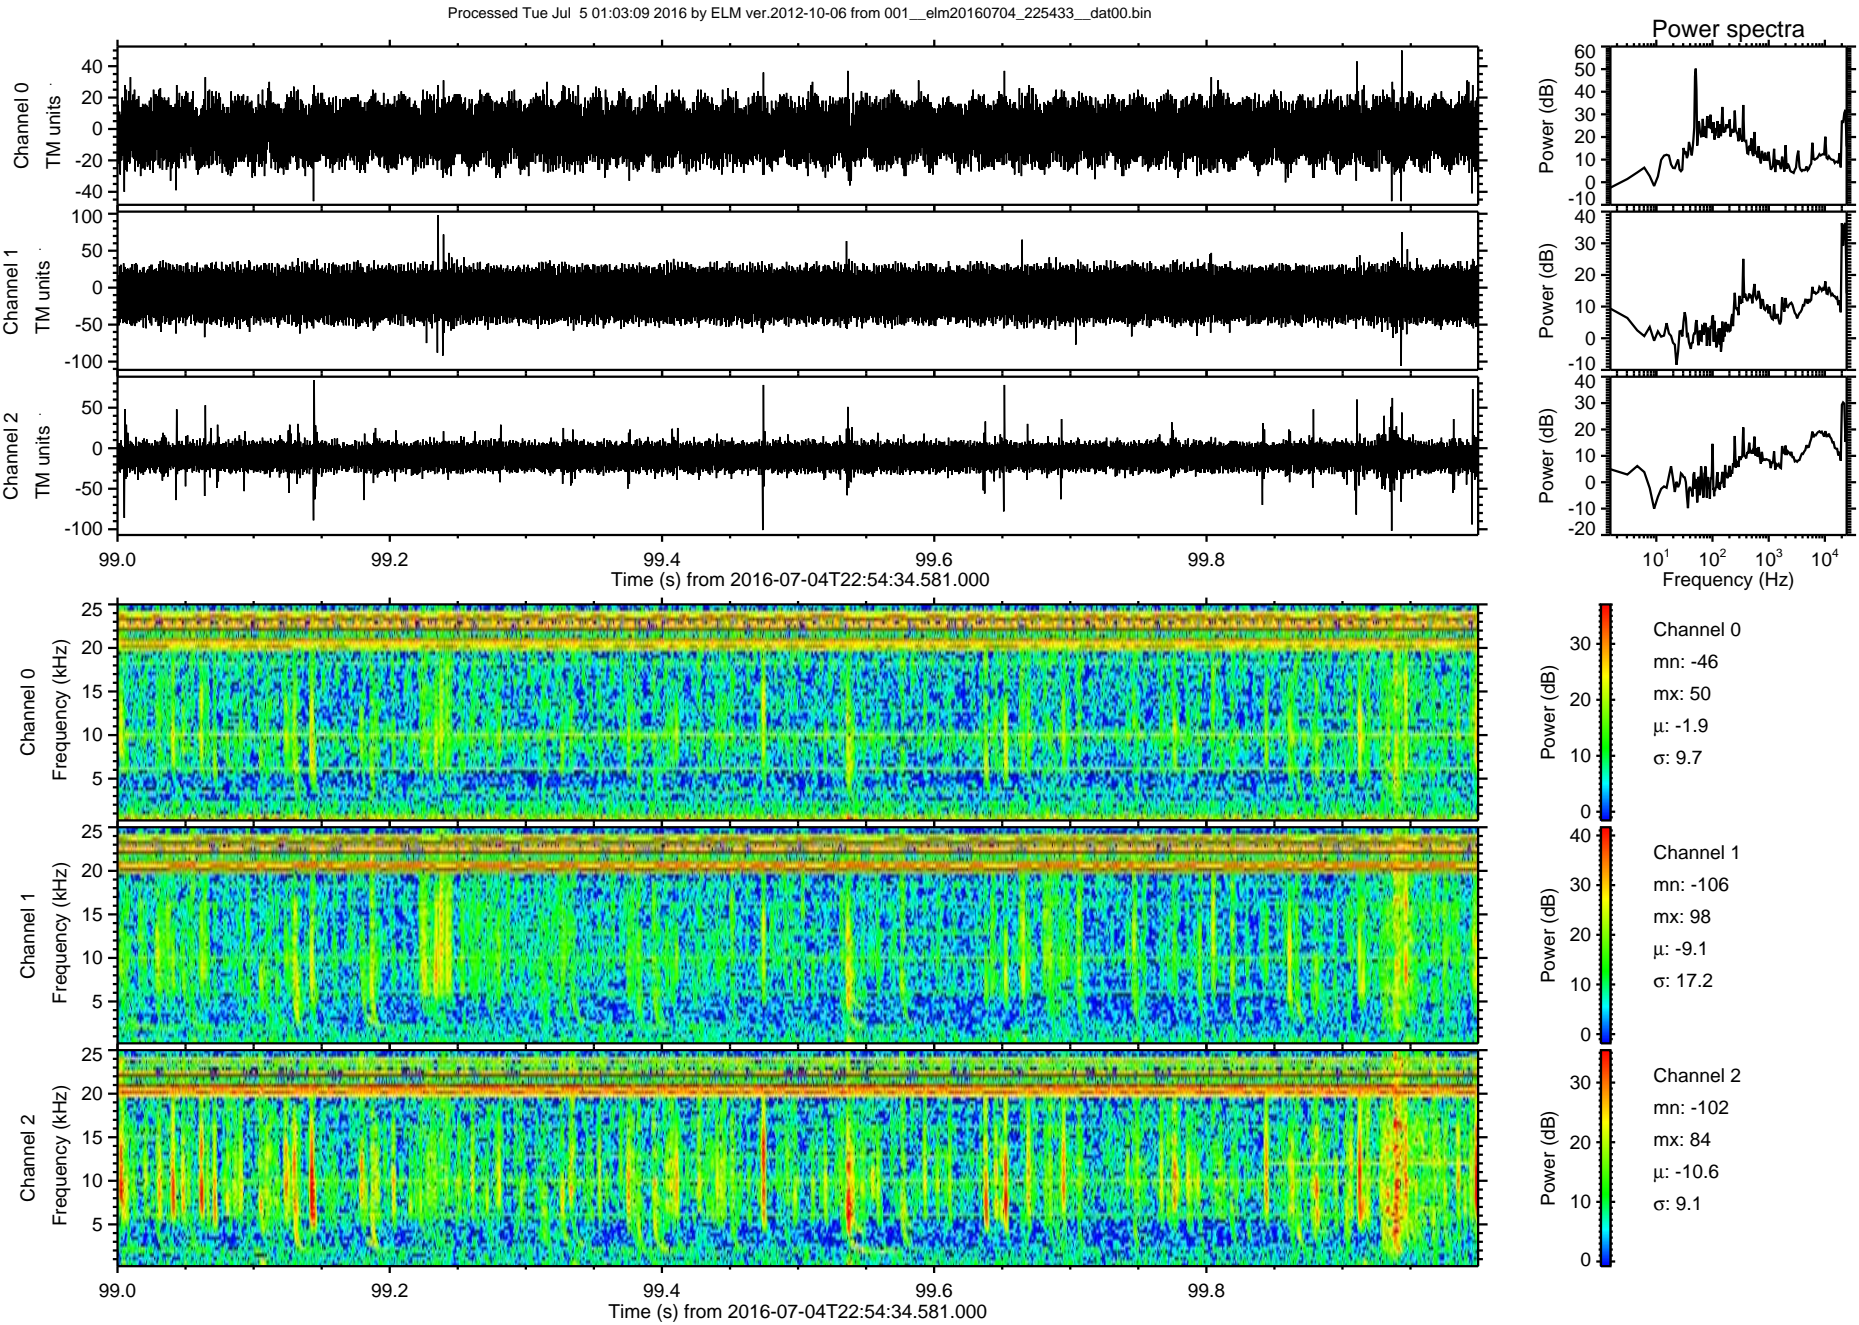 Processed Tue Jul  5 01:03:09 2016 by ELM ver.2012-10-06 from 001__elm20160704_225433__dat00.bin
Power spectra
Channel 0
TM units
40
20
0
-20
-40
Power (dB)
60
50
40
30
20
10
0
-10
Channel 1
TM units
100
50
0
-50
-100
Power (dB)
40
30
20
10
0
-10
Channel 2
TM units
50
0
-50
-100
Power (dB)
40
30
20
10
0
-10
-20
99.0 99.2 99.4 99.6 99.8
Time (s) from 2016-07-04T22:54:34.581.000
10¹ 10² 10³ 10⁴
Frequency (Hz)
Channel 0
Frequency (kHz)
25
20
15
10
5
Power (dB)
30
20
10
0
Channel 0
mn: -46
mx: 50
μ: -1.9
σ: 9.7
Channel 1
Frequency (kHz)
25
20
15
10
5
Power (dB)
40
30
20
10
0
Channel 1
mn: -106
mx: 98
μ: -9.1
σ: 17.2
Channel 2
Frequency (kHz)
25
20
15
10
5
Power (dB)
30
20
10
0
Channel 2
mn: -102
mx: 84
μ: -10.6
σ: 9.1
99.0 99.2 99.4 99.6 99.8
Time (s) from 2016-07-04T22:54:34.581.000